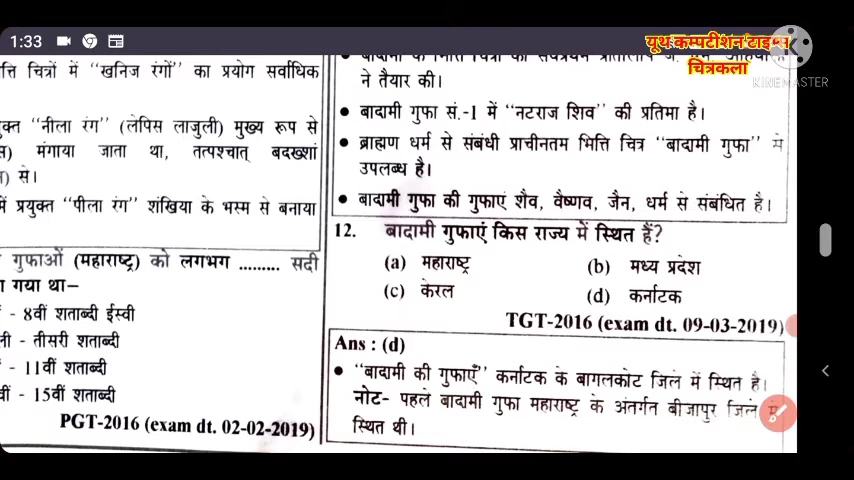 1:33
यूथ कम्पटीशन टाइम्स
चित्रकला
KINEMASTER
त्ति चित्रों में "खनिज रंगों" का प्रयोग सर्वाधिक
क्त "नीला रंग" (लेपिस लाजुली) मुख्य रूप से
स) मंगाया जाता था, तत्पश्चात् बदख्शां
) से।
में प्रयुक्त "पीला रंग" शंखिया के भस्म से बनाया
गुफाओं (महाराष्ट्र) को लगभग ......... सदी
ा गया था–
- 8वीं शताब्दी ईस्वी
ली - तीसरी शताब्दी
- 11वीं शताब्दी
वीं - 15वीं शताब्दी
PGT-2016 (exam dt. 02-02-2019)
ने तैयार की।
• बादामी गुफा सं.-1 में "नटराज शिव" की प्रतिमा है।
• ब्राह्मण धर्म से संबंधी प्राचीनतम भित्ति चित्र "बादामी गुफा" में
उपलब्ध है।
• बादामी गुफा की गुफाएं शैव, वैष्णव, जैन, धर्म से संबंधित है।
12. बादामी गुफाएं किस राज्य में स्थित हैं?
(a) महाराष्ट्र (b) मध्य प्रदेश
(c) केरल (d) कर्नाटक
TGT-2016 (exam dt. 09-03-2019)
Ans : (d)
• "बादामी की गुफाएँ" कर्नाटक के बागलकोट जिले में स्थित है।
नोट- पहले बादामी गुफा महाराष्ट्र के अंतर्गत बीजापुर जिले में
स्थित थी।